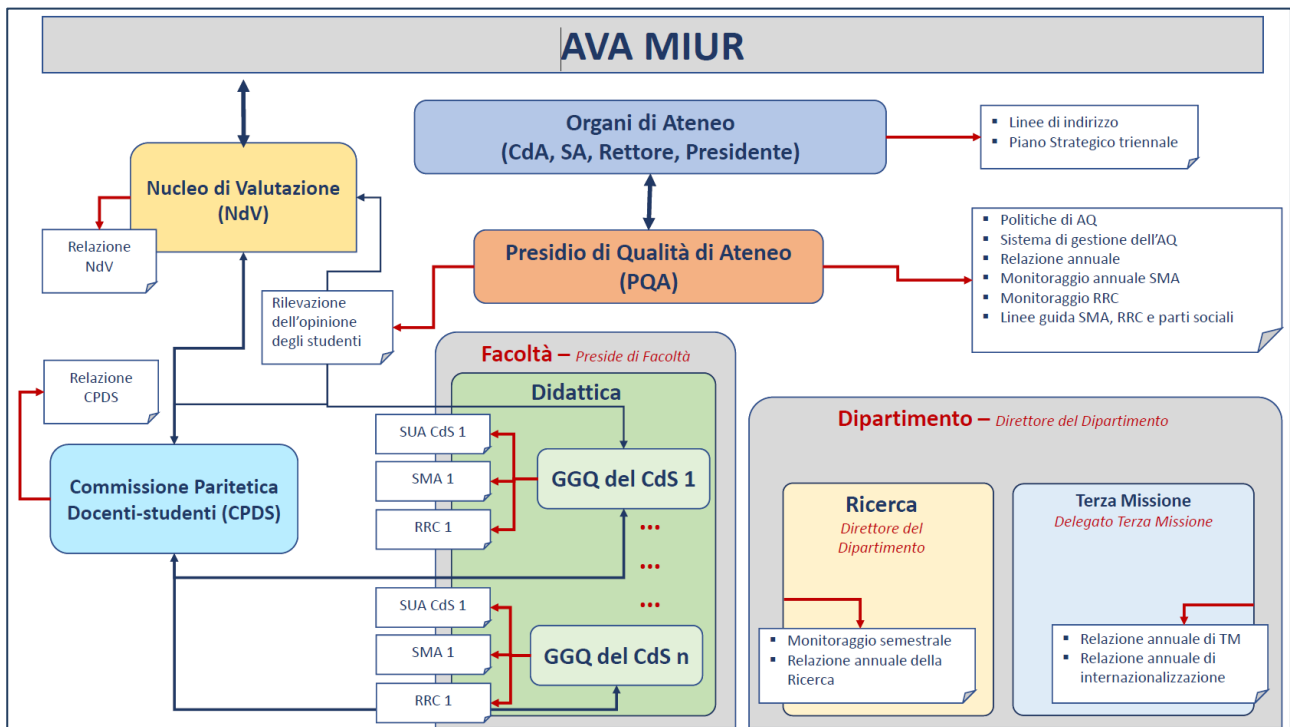 AVA MIUR
Organi di Ateneo
(CdA, SA, Rettore, Presidente)
▪ Linee di indirizzo
▪ Piano Strategico triennale
Nucleo di Valutazione
(NdV)
Relazione
NdV
Presidio di Qualità di Ateneo
(PQA)
▪ Politiche di AQ
▪ Sistema di gestione dell'AQ
▪ Relazione annuale
▪ Monitoraggio annuale SMA
▪ Monitoraggio RRC
▪ Linee guida SMA, RRC e parti sociali
Rilevazione
dell'opinione
degli studenti
Relazione
CPDS
Commissione Paritetica
Docenti-studenti (CPDS)
Facoltà – Preside di Facoltà
Didattica
SUA CdS 1
SMA 1
RRC 1
GGQ del CdS 1
...
...
...
SUA CdS 1
SMA 1
RRC 1
GGQ del CdS n
Dipartimento – Direttore del Dipartimento
Ricerca
Direttore del
Dipartimento
▪ Monitoraggio semestrale
▪ Relazione annuale della
Ricerca
Terza Missione
Delegato Terza Missione
▪ Relazione annuale di TM
▪ Relazione annuale di
internazionalizzazione